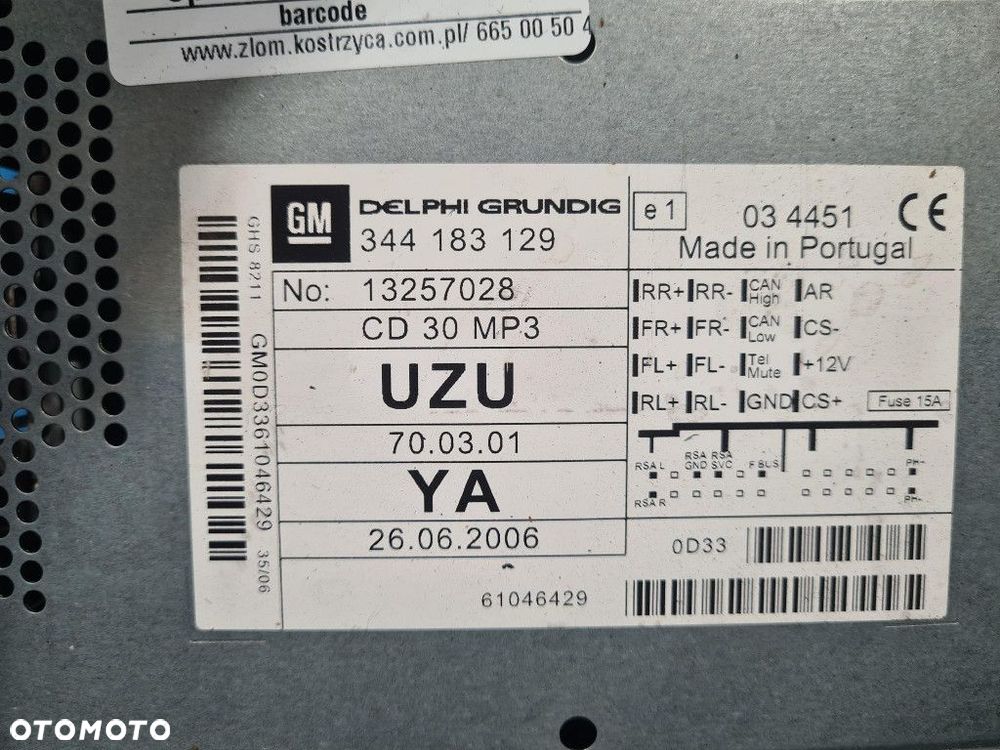 barcode
www.zlom.kostrzyca.com.pl/ 665 00 50 4
GM
DELPHI GRUNDIG
344 183 129
e1
03 4451
CE
Made in Portugal
No: 13257028
CD 30 MP3
UZU
70.03.01
YA
26.06.2006
61046429
RR+ RR- CAN High AR
FR+ FR- CAN Low CS-
FL+ FL- Tel Mute +12V
RL+ RL- GND CS+ Fuse 15A
RSA L RSA GND RSA SVC F BUS PH-
RSA R PH-
0D33
GHS 8211 GM0D3361046429 35/06
OTOMOTO